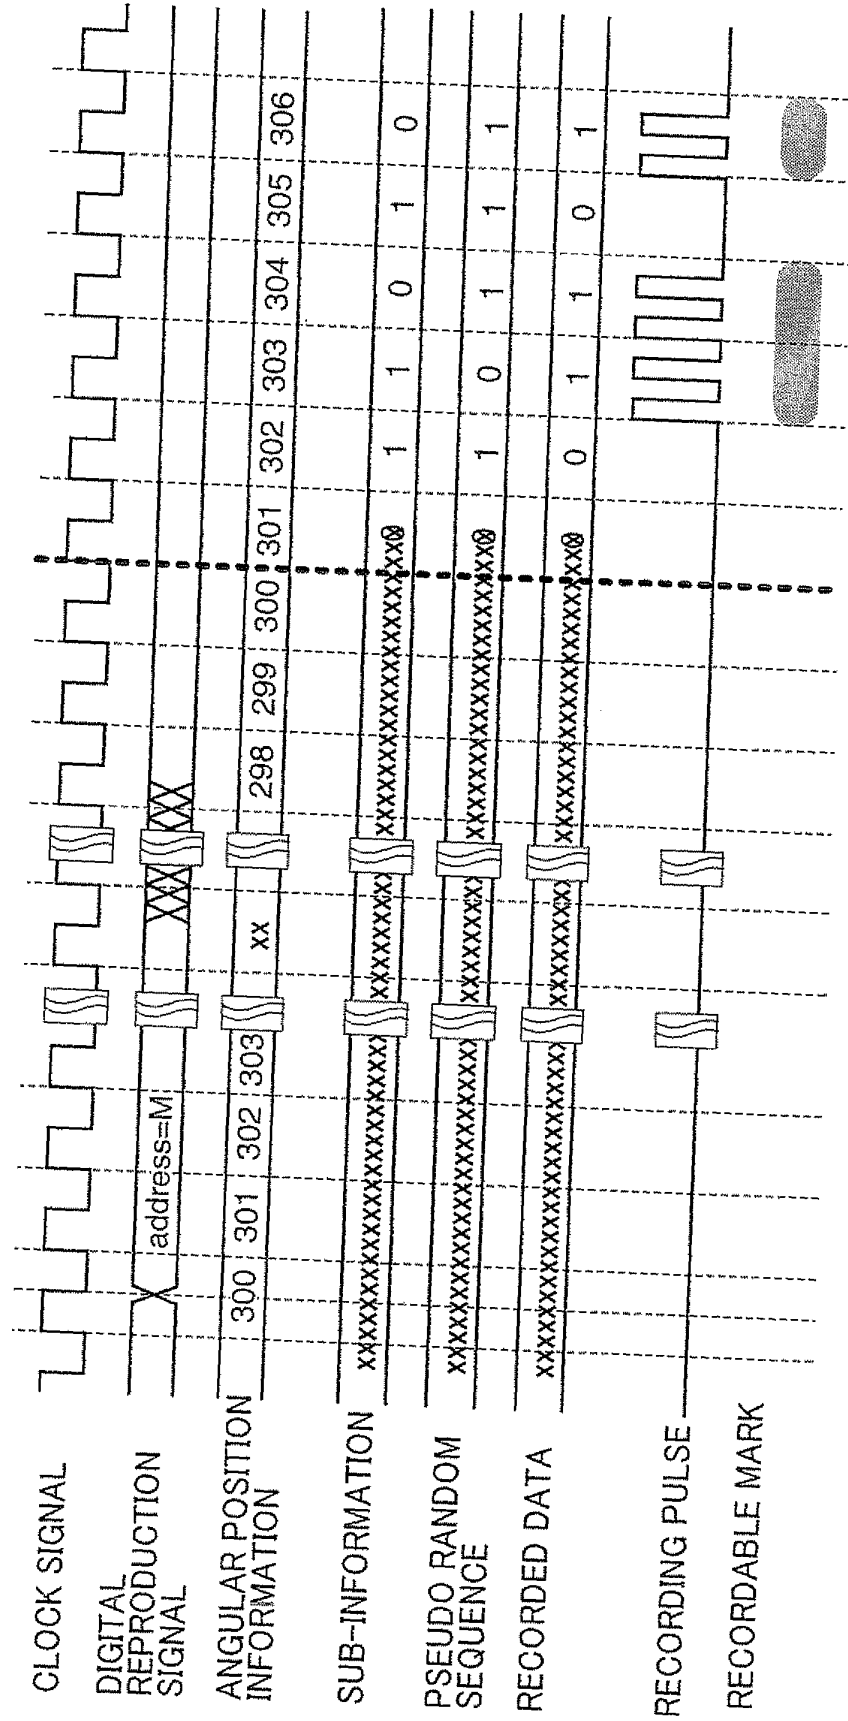 CLOCK SIGNAL
DIGITAL
REPRODUCTION
SIGNAL
address=M
ANGULAR POSITION
INFORMATION
300 301 302 303 xx 298 299 300 301 302 303 304 305 306
SUB-INFORMATION
1 1 0 1 0
PSEUDO RANDOM
SEQUENCE
1 0 1 1 1
RECORDED DATA
0 1 1 0 1
RECORDING PULSE
RECORDABLE MARK